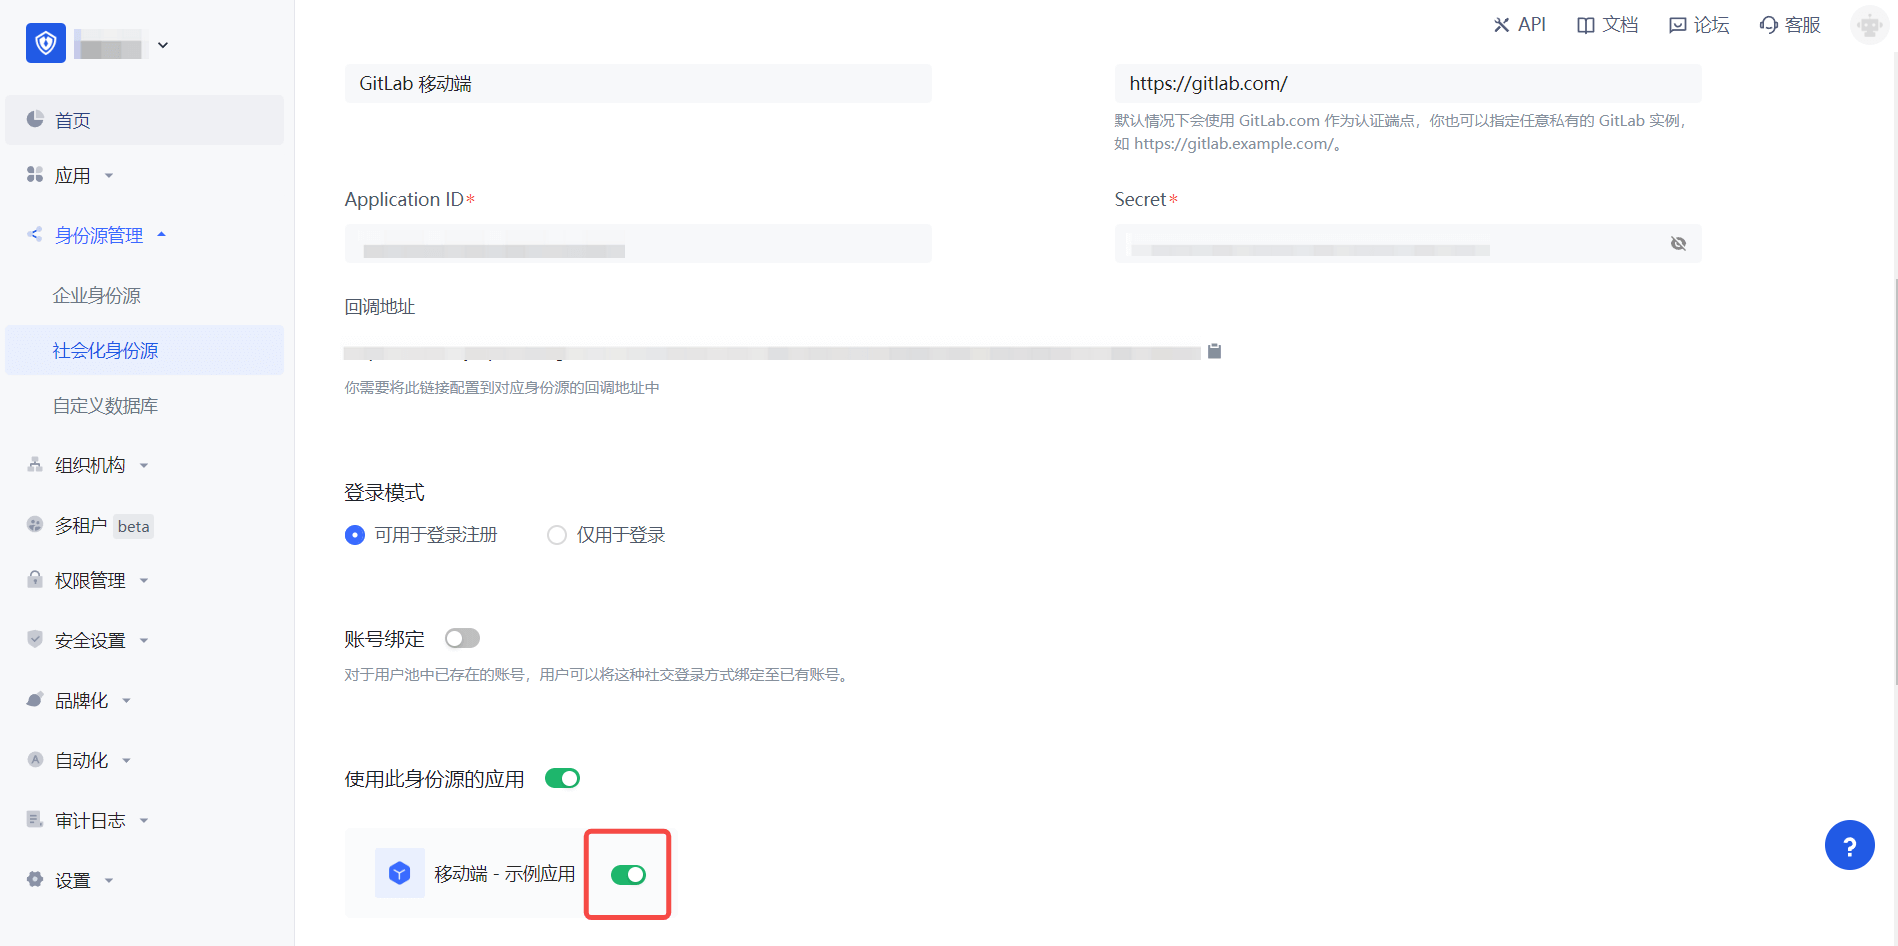 API
文档
论坛
客服
首页
应用
身份源管理
企业身份源
社会化身份源
自定义数据库
组织机构
多租户 beta
权限管理
安全设置
品牌化
自动化
审计日志
设置
GitLab 移动端
https://gitlab.com/
默认情况下会使用 GitLab.com 作为认证端点，你也可以指定任意私有的 GitLab 实例，
如 https://gitlab.example.com/。
Application ID*
Secret*
回调地址
你需要将此链接配置到对应身份源的回调地址中
登录模式
可用于登录注册
仅用于登录
账号绑定
对于用户池中已存在的账号，用户可以将这种社交登录方式绑定至已有账号。
使用此身份源的应用
移动端 - 示例应用
?